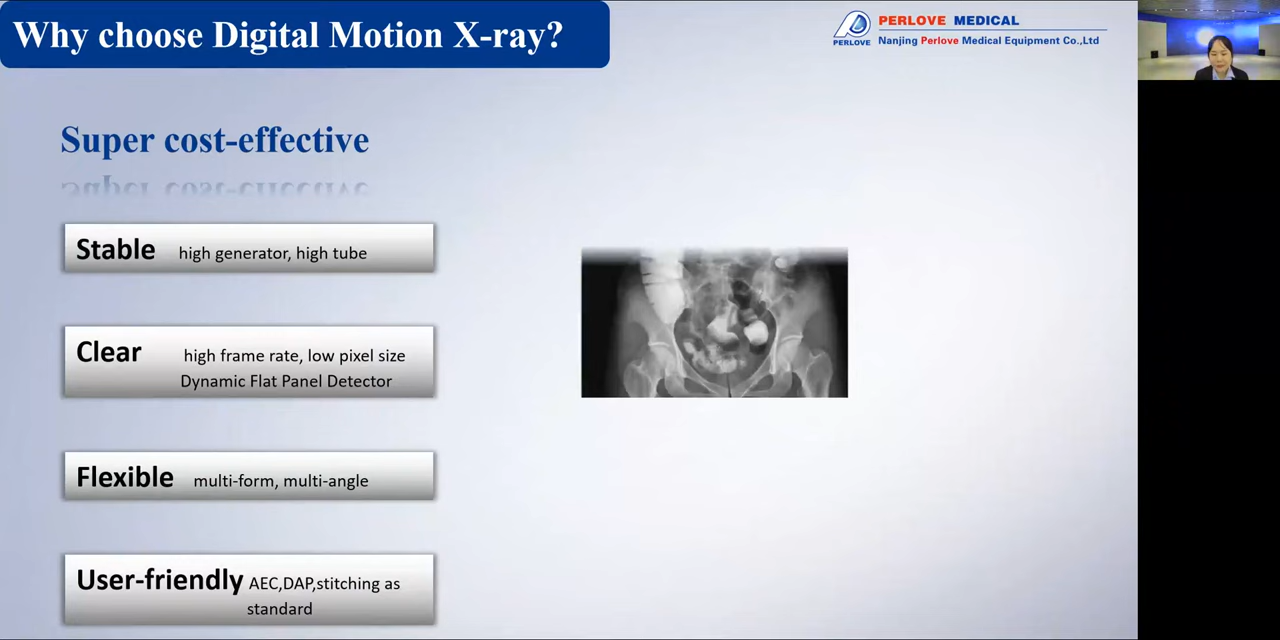 Why choose Digital Motion X-ray?
PERLOVE MEDICAL
PERLOVE
Nanjing Perlove Medical Equipment Co.,Ltd
Super cost-effective
Stable high generator, high tube
Clear high frame rate, low pixel size
Dynamic Flat Panel Detector
Flexible multi-form, multi-angle
User-friendly AEC,DAP,stitching as
standard